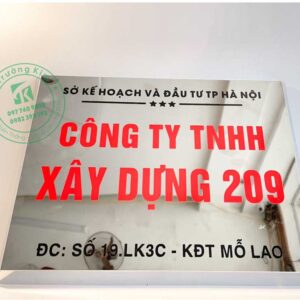 SỞ KẾ HOẠCH VÀ ĐẦU TƯ TP HÀ NỘI
CÔNG TY TNHH
XÂY DỰNG 209
ĐC: SỐ 19.LK3C - KĐT MỖ LAO